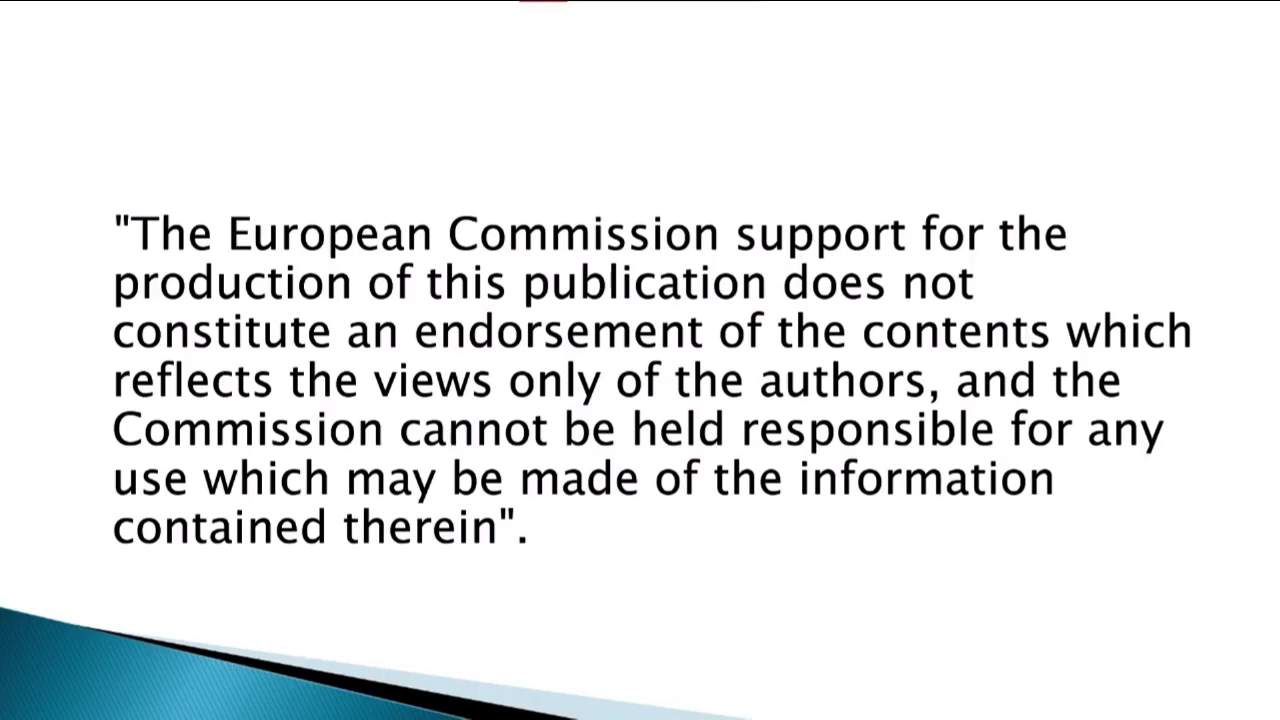 "The European Commission support for the
production of this publication does not
constitute an endorsement of the contents which
reflects the views only of the authors, and the
Commission cannot be held responsible for any
use which may be made of the information
contained therein".